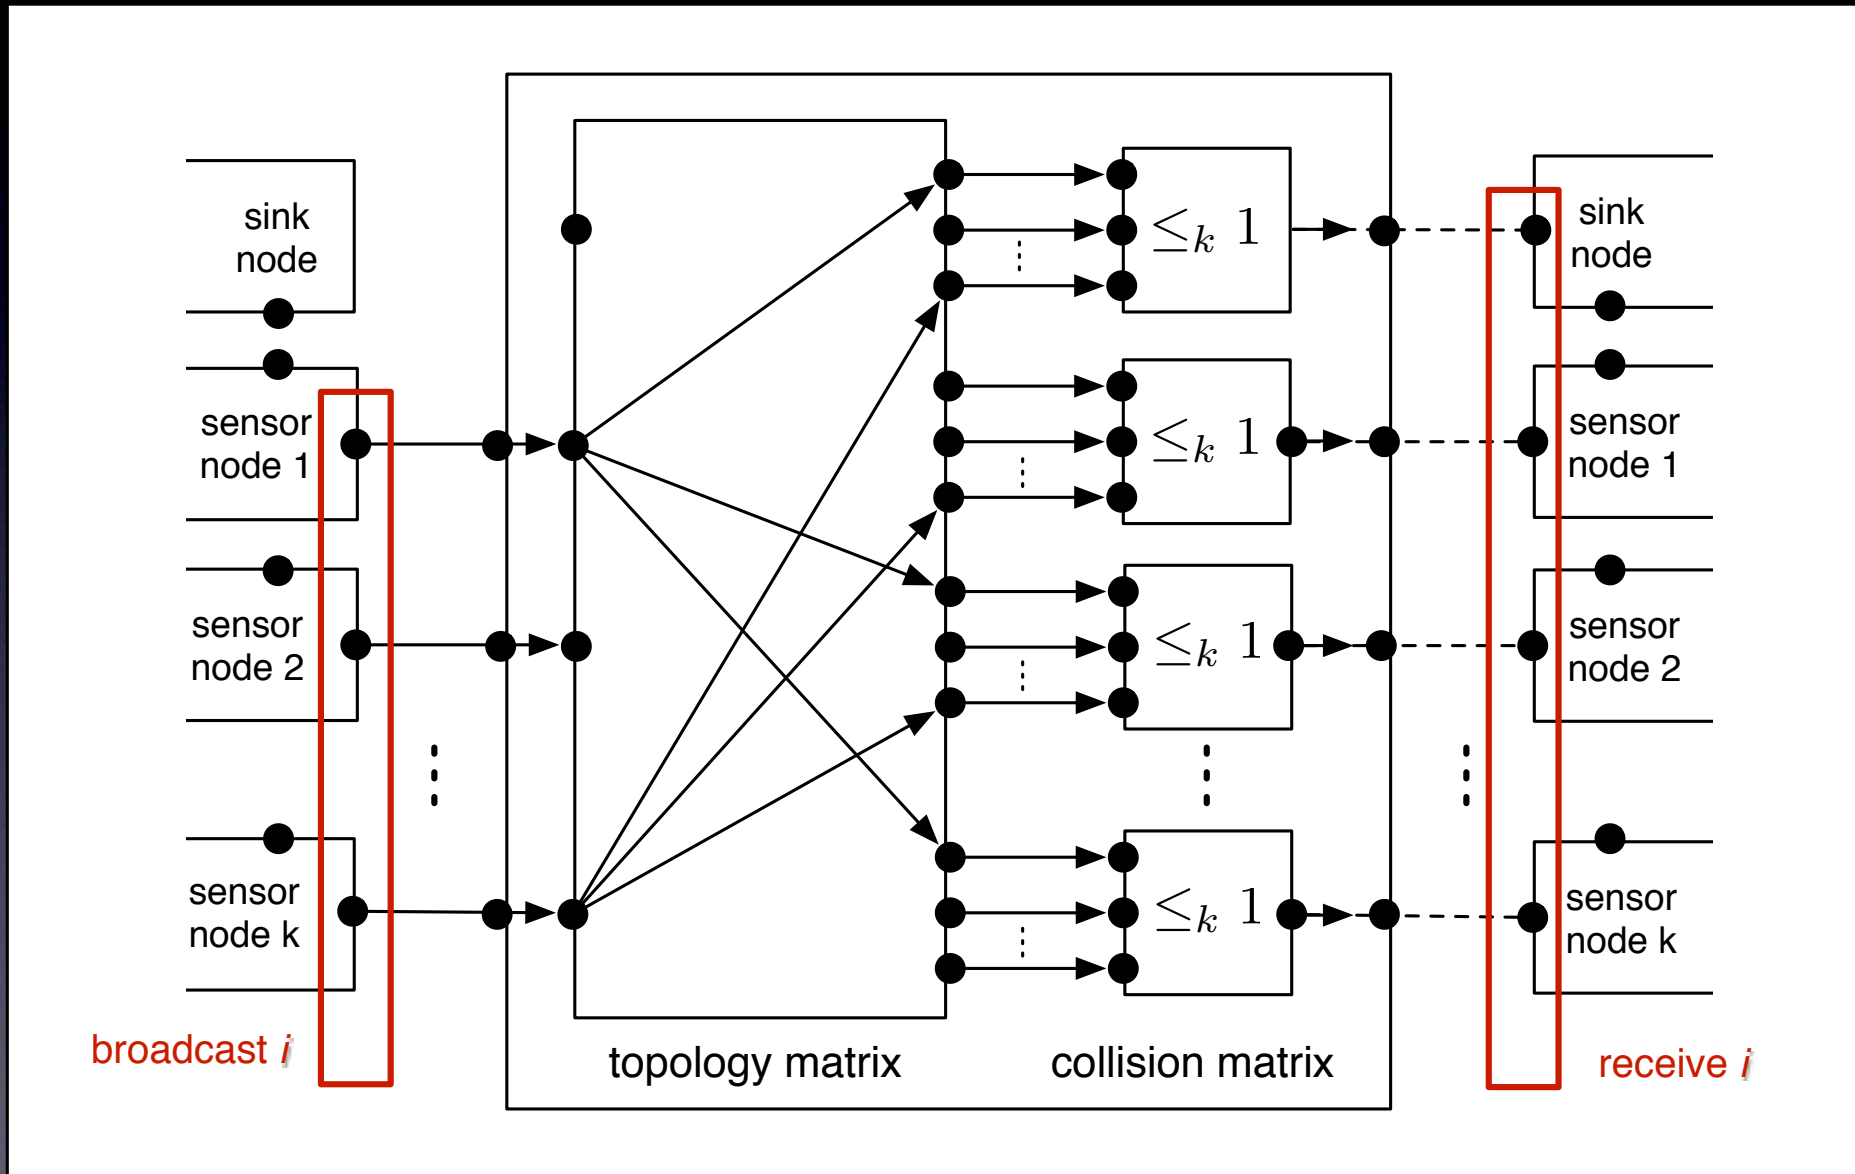 sink
node
sensor
node 1
sensor
node 2
sensor
node k
broadcast i
≤k 1
≤k 1
≤k 1
≤k 1
topology matrix
collision matrix
sink
node
sensor
node 1
sensor
node 2
sensor
node k
receive i